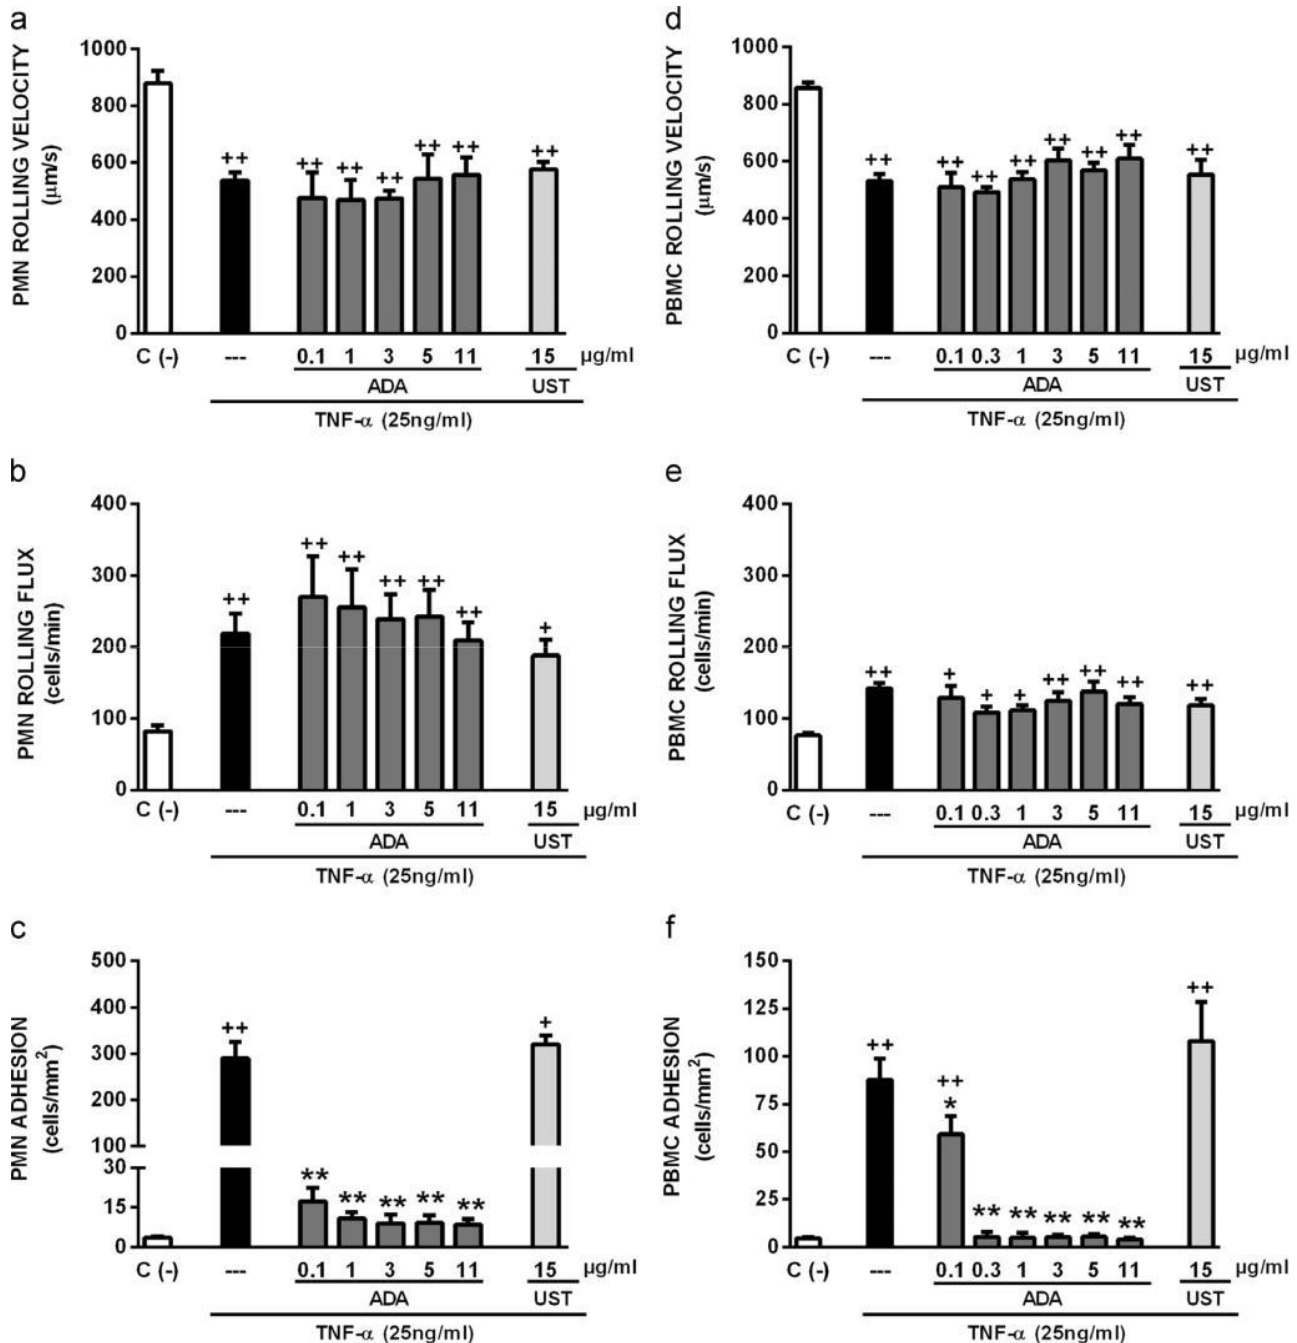 a
PMN ROLLING VELOCITY
(µm/s)
1000
800
600
400
200
0
++
++ ++ ++ ++ ++
++
C (-) --- 0.1 1 3 5 11 15 µg/ml
ADA UST
TNF-α (25ng/ml)
b
PMN ROLLING FLUX
(cells/min)
400
300
200
100
0
++
++ ++ ++ ++ ++
+
C (-) --- 0.1 1 3 5 11 15 µg/ml
ADA UST
TNF-α (25ng/ml)
c
PMN ADHESION
(cells/mm²)
500
400
300
200
100
30
15
0
++
** ** ** ** **
+
C (-) --- 0.1 1 3 5 11 15 µg/ml
ADA UST
TNF-α (25ng/ml)
d
PBMC ROLLING VELOCITY
(µm/s)
1000
800
600
400
200
0
++
++ ++ ++ ++ ++ ++
++
C (-) --- 0.1 0.3 1 3 5 11 15 µg/ml
ADA UST
TNF-α (25ng/ml)
e
PBMC ROLLING FLUX
(cells/min)
400
300
200
100
0
++
+ + + ++ ++ ++
++
C (-) --- 0.1 0.3 1 3 5 11 15 µg/ml
ADA UST
TNF-α (25ng/ml)
f
PBMC ADHESION
(cells/mm²)
150
125
100
75
50
25
0
++
++
* ** ** ** ** **
++
C (-) --- 0.1 0.3 1 3 5 11 15 µg/ml
ADA UST
TNF-α (25ng/ml)